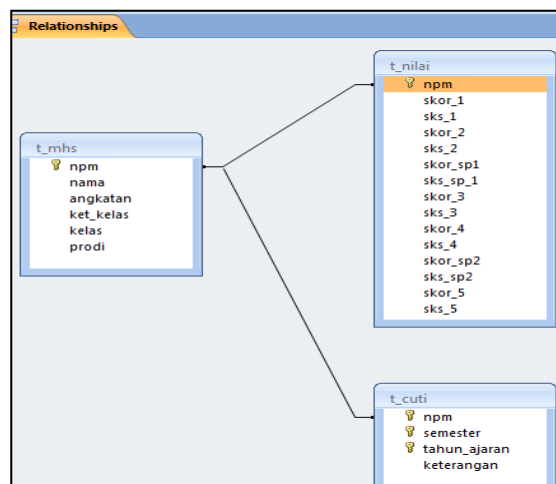 Relationships
t_mhs
npm
nama
angkatan
ket_kelas
kelas
prodi
t_nilai
npm
skor_1
sks_1
skor_2
sks_2
skor_sp1
sks_sp_1
skor_3
sks_3
skor_4
sks_4
skor_sp2
sks_sp2
skor_5
sks_5
t_cuti
npm
semester
tahun_ajaran
keterangan